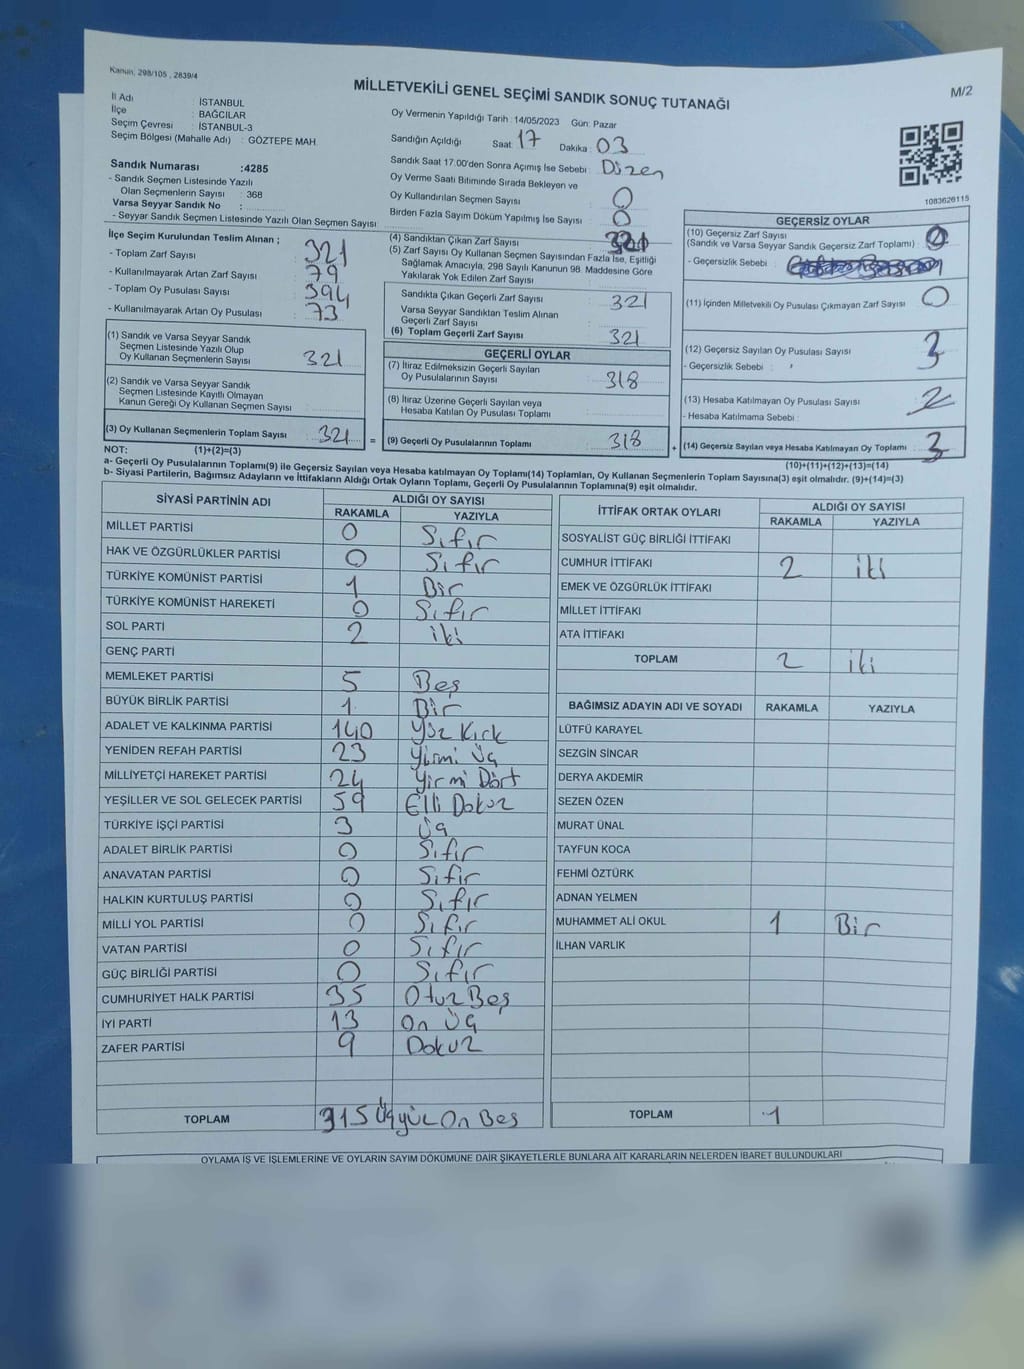 Kanun, 298/105 , 2839/4
MİLLETVEKİLİ GENEL SEÇİMİ SANDIK SONUÇ TUTANAĞI
M/2
İl Adı : İSTANBUL
İlçe : BAĞCILAR
Seçim Çevresi : İSTANBUL-3
Seçim Bölgesi (Mahalle Adı) : GÖZTEPE MAH.
Oy Vermenin Yapıldığı Tarih : 14/05/2023 Gün: Pazar
Sandığın Açıldığı Saat: 17 Dakika: 03
Sandık Saat 17:00'den Sonra Açımış İse Sebebi: Düzen
Oy Verme Saati Bitiminde Sırada Bekleyen ve
Oy Kullandırılan Seçmen Sayısı : 0
Birden Fazla Sayım Döküm Yapılmış İse Sayısı : 0
1083626115
Sandık Numarası :4285
- Sandık Seçmen Listesinde Yazılı
Olan Seçmenlerin Sayısı : 368
Varsa Seyyar Sandık No :
- Seyyar Sandık Seçmen Listesinde Yazılı Olan Seçmen Sayısı
İlçe Seçim Kurulundan Teslim Alınan ;
- Toplam Zarf Sayısı : 321
- Kullanılmayarak Artan Zarf Sayısı : 79
- Toplam Oy Pusulası Sayısı : 394
- Kullanılmayarak Artan Oy Pusulası : 73
(1) Sandık ve Varsa Seyyar Sandık
Seçmen Listesinde Yazılı Olup
Oy Kullanan Seçmenlerin Sayısı : 321
(2) Sandık ve Varsa Seyyar Sandık
Seçmen Listesinde Kayıtlı Olmayan
Kanun Gereği Oy Kullanan Seçmen Sayısı :
(3) Oy Kullanan Seçmenlerin Toplam Sayısı : 321 =
(4) Sandıktan Çıkan Zarf Sayısı : 321
(5) Zarf Sayısı Oy Kullanan Seçmen Sayısından Fazla İse, Eşitliği
Sağlamak Amacıyla, 298 Sayılı Kanunun 98. Maddesine Göre
Yakılarak Yok Edilen Zarf Sayısı :
Sandıkta Çıkan Geçerli Zarf Sayısı : 321
Varsa Seyyar Sandıktan Teslim Alınan
Geçerli Zarf Sayısı :
(6) Toplam Geçerli Zarf Sayısı : 321
GEÇERLİ OYLAR
(7) İtiraz Edilmeksizin Geçerli Sayılan
Oy Pusulalarının Sayısı : 318
(8) İtiraz Üzerine Geçerli Sayılan veya
Hesaba Katılan Oy Pusulası Toplamı :
(9) Geçerli Oy Pusulalarının Toplamı : 318 +
GEÇERSİZ OYLAR
(10) Geçersiz Zarf Sayısı
(Sandık ve Varsa Seyyar Sandık Geçersiz Zarf Toplamı) :
- Geçersizlik Sebebi :
(11) İçinden Milletvekili Oy Pusulası Çıkmayan Zarf Sayısı : 0
(12) Geçersiz Sayılan Oy Pusulası Sayısı : 3
- Geçersizlik Sebebi :
(13) Hesaba Katılmayan Oy Pusulası Sayısı :
- Hesaba Katılmama Sebebi :
(14) Geçersiz Sayılan veya Hesaba Katılmayan Oy Toplamı : 3
NOT: (1)+(2)=(3)
(10)+(11)+(12)+(13)=(14)
a- Geçerli Oy Pusulalarının Toplamı(9) ile Geçersiz Sayılan veya Hesaba katılmayan Oy Toplamı(14) Toplamları, Oy Kullanan Seçmenlerin Toplam Sayısına(3) eşit olmalıdır. (9)+(14)=(3)
b- Siyasi Partilerin, Bağımsız Adayların ve İttifakların Aldığı Ortak Oyların Toplamı, Geçerli Oy Pusulalarının Toplamına(9) eşit olmalıdır.
SİYASİ PARTİNİN ADI ALDIĞI OY SAYISI
RAKAMLA YAZIYLA
MİLLET PARTİSİ 0 Sıfır
HAK VE ÖZGÜRLÜKLER PARTİSİ 0 Sıfır
TÜRKİYE KOMÜNİST PARTİSİ 1 Bir
TÜRKİYE KOMÜNİST HAREKETİ 0 Sıfır
SOL PARTİ 2 iki
GENÇ PARTİ
MEMLEKET PARTİSİ 5 Beş
BÜYÜK BİRLİK PARTİSİ 1 Bir
ADALET VE KALKINMA PARTİSİ 140 Yüz Kırk
YENİDEN REFAH PARTİSİ 23 Yirmi Üç
MİLLİYETÇİ HAREKET PARTİSİ 24 Yirmi Dört
YEŞİLLER VE SOL GELECEK PARTİSİ 59 Elli Dokuz
TÜRKİYE İŞÇİ PARTİSİ 3 Üç
ADALET BİRLİK PARTİSİ 0 Sıfır
ANAVATAN PARTİSİ 0 Sıfır
HALKIN KURTULUŞ PARTİSİ 0 Sıfır
MİLLİ YOL PARTİSİ 0 Sıfır
VATAN PARTİSİ 0 Sıfır
GÜÇ BİRLİĞİ PARTİSİ 0 Sıfır
CUMHURİYET HALK PARTİSİ 35 Otuz Beş
İYİ PARTİ 13 On Üç
ZAFER PARTİSİ 9 Dokuz
TOPLAM 315 Üçyüz On Beş
İTTİFAK ORTAK OYLARI ALDIĞI OY SAYISI
RAKAMLA YAZIYLA
SOSYALİST GÜÇ BİRLİĞİ İTTİFAKI
CUMHUR İTTİFAKI 2 iki
EMEK VE ÖZGÜRLÜK İTTİFAKI
MİLLET İTTİFAKI
ATA İTTİFAKI
TOPLAM 2 iki
BAĞIMSIZ ADAYIN ADI VE SOYADI RAKAMLA YAZIYLA
LÜTFÜ KARAYEL
SEZGİN SİNCAR
DERYA AKDEMİR
SEZEN ÖZEN
MURAT ÜNAL
TAYFUN KOCA
FEHMİ ÖZTÜRK
ADNAN YELMEN
MUHAMMET ALİ OKUL 1 Bir
İLHAN VARLIK
TOPLAM 1
OYLAMA İŞ VE İŞLEMLERİNE VE OYLARIN SAYIM DÖKÜMÜNE DAİR ŞİKAYETLERLE BUNLARA AİT KARARLARIN NELERDEN İBARET BULUNDUKLARI